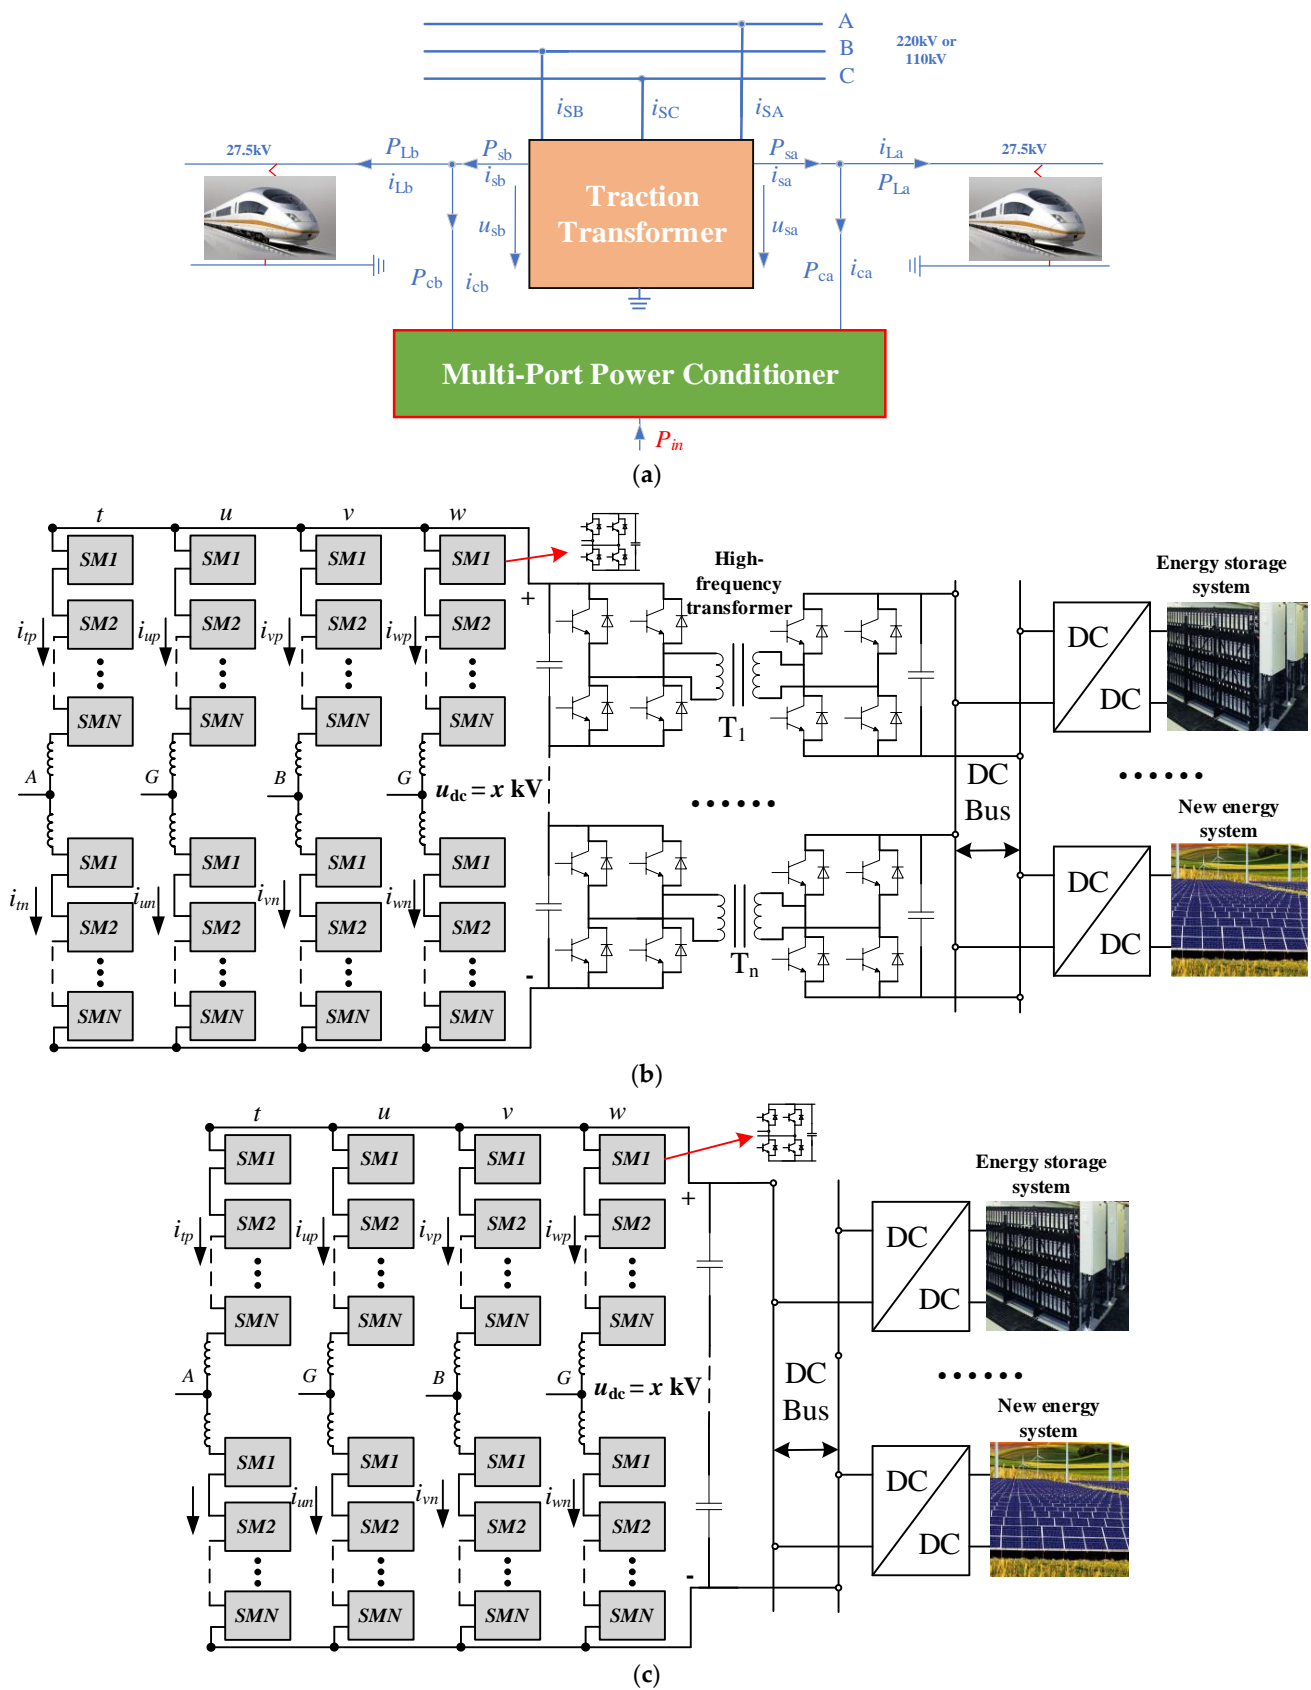 A
B
C
220kV or
110kV
iSB
iSC
iSA
27.5kV
PLb
Psb
Psa
iLa
27.5kV
iLb
isb
isa
PLa
Traction
Transformer
usb
usa
Pcb
icb
Pca
ica
Multi-Port Power Conditioner
Pin
(a)
t
u
v
w
SM1
SM1
SM1
SM1
High-
frequency
transformer
Energy storage
system
+
itp
SM2
iup
SM2
ivp
SM2
iwp
SM2
DC
DC
SMN
SMN
SMN
SMN
T1
A
G
B
G
udc = x kV
DC
Bus
New energy
system
SM1
SM1
SM1
SM1
DC
DC
itn
SM2
iun
SM2
ivn
SM2
iwn
SM2
Tn
-
SMN
SMN
SMN
SMN
(b)
t
u
v
w
SM1
SM1
SM1
SM1
Energy storage
system
+
itp
SM2
iup
SM2
ivp
SM2
iwp
SM2
DC
DC
SMN
SMN
SMN
SMN
A
G
B
G
udc = x kV
DC
Bus
New energy
system
SM1
SM1
SM1
SM1
DC
DC
iun
ivn
iwn
SM2
SM2
SM2
SM2
-
SMN
SMN
SMN
SMN
(c)